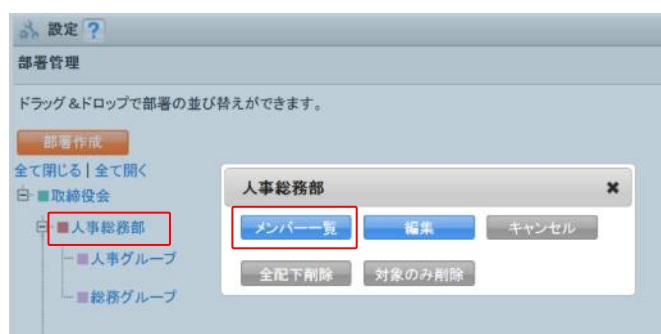 設定 ?
部署管理
ドラッグ&ドロップで部署の並び替えができます。
部署作成
全て閉じる | 全て開く
取締役会
人事総務部
人事グループ
総務グループ
人事総務部
メンバー一覧 編集 キャンセル
全配下削除 対象のみ削除